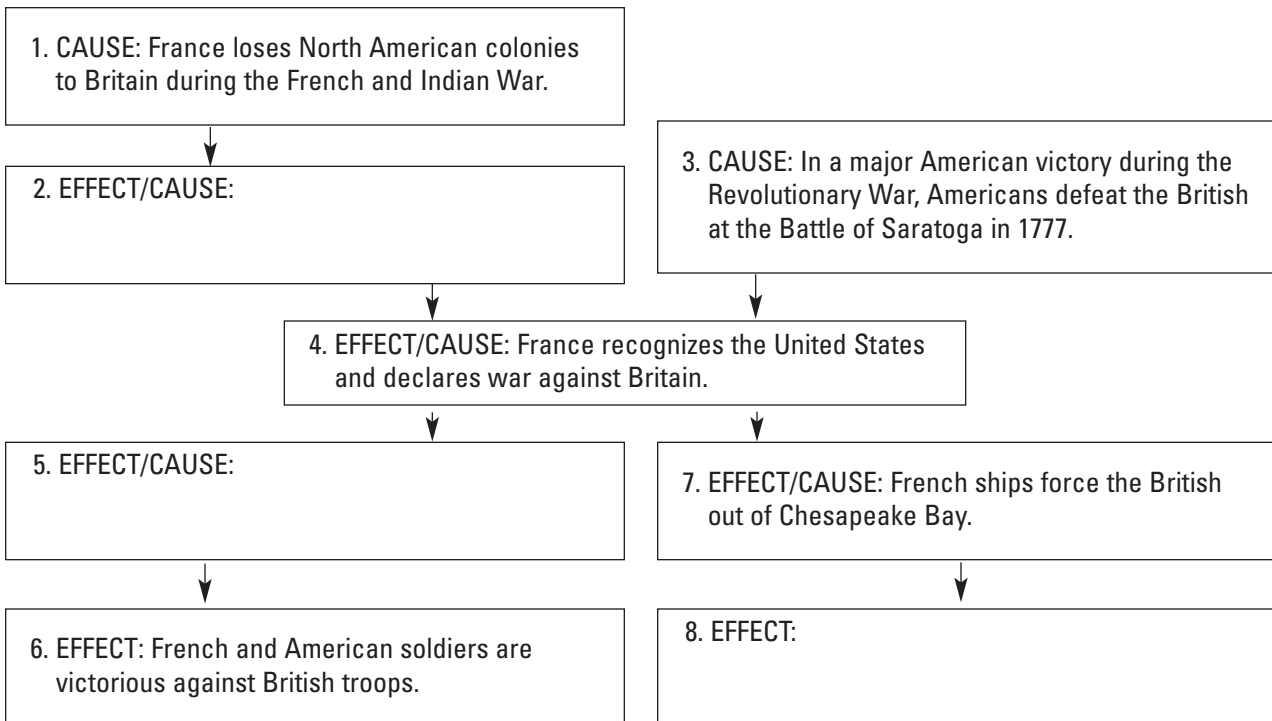 1. CAUSE: France loses North American colonies
to Britain during the French and Indian War.
2. EFFECT/CAUSE:
3. CAUSE: In a major American victory during the
Revolutionary War, Americans defeat the British
at the Battle of Saratoga in 1777.
4. EFFECT/CAUSE: France recognizes the United States
and declares war against Britain.
5. EFFECT/CAUSE:
6. EFFECT: French and American soldiers are
victorious against British troops.
7. EFFECT/CAUSE: French ships force the British
out of Chesapeake Bay.
8. EFFECT: